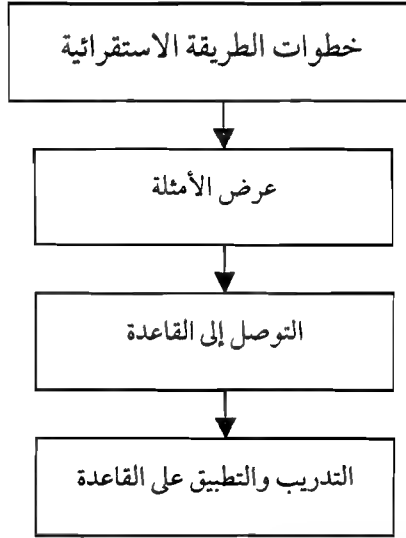 خطوات الطريقة الاستقرائية
عرض الأمثلة
التوصل إلى القاعدة
التدريب والتطبيق على القاعدة